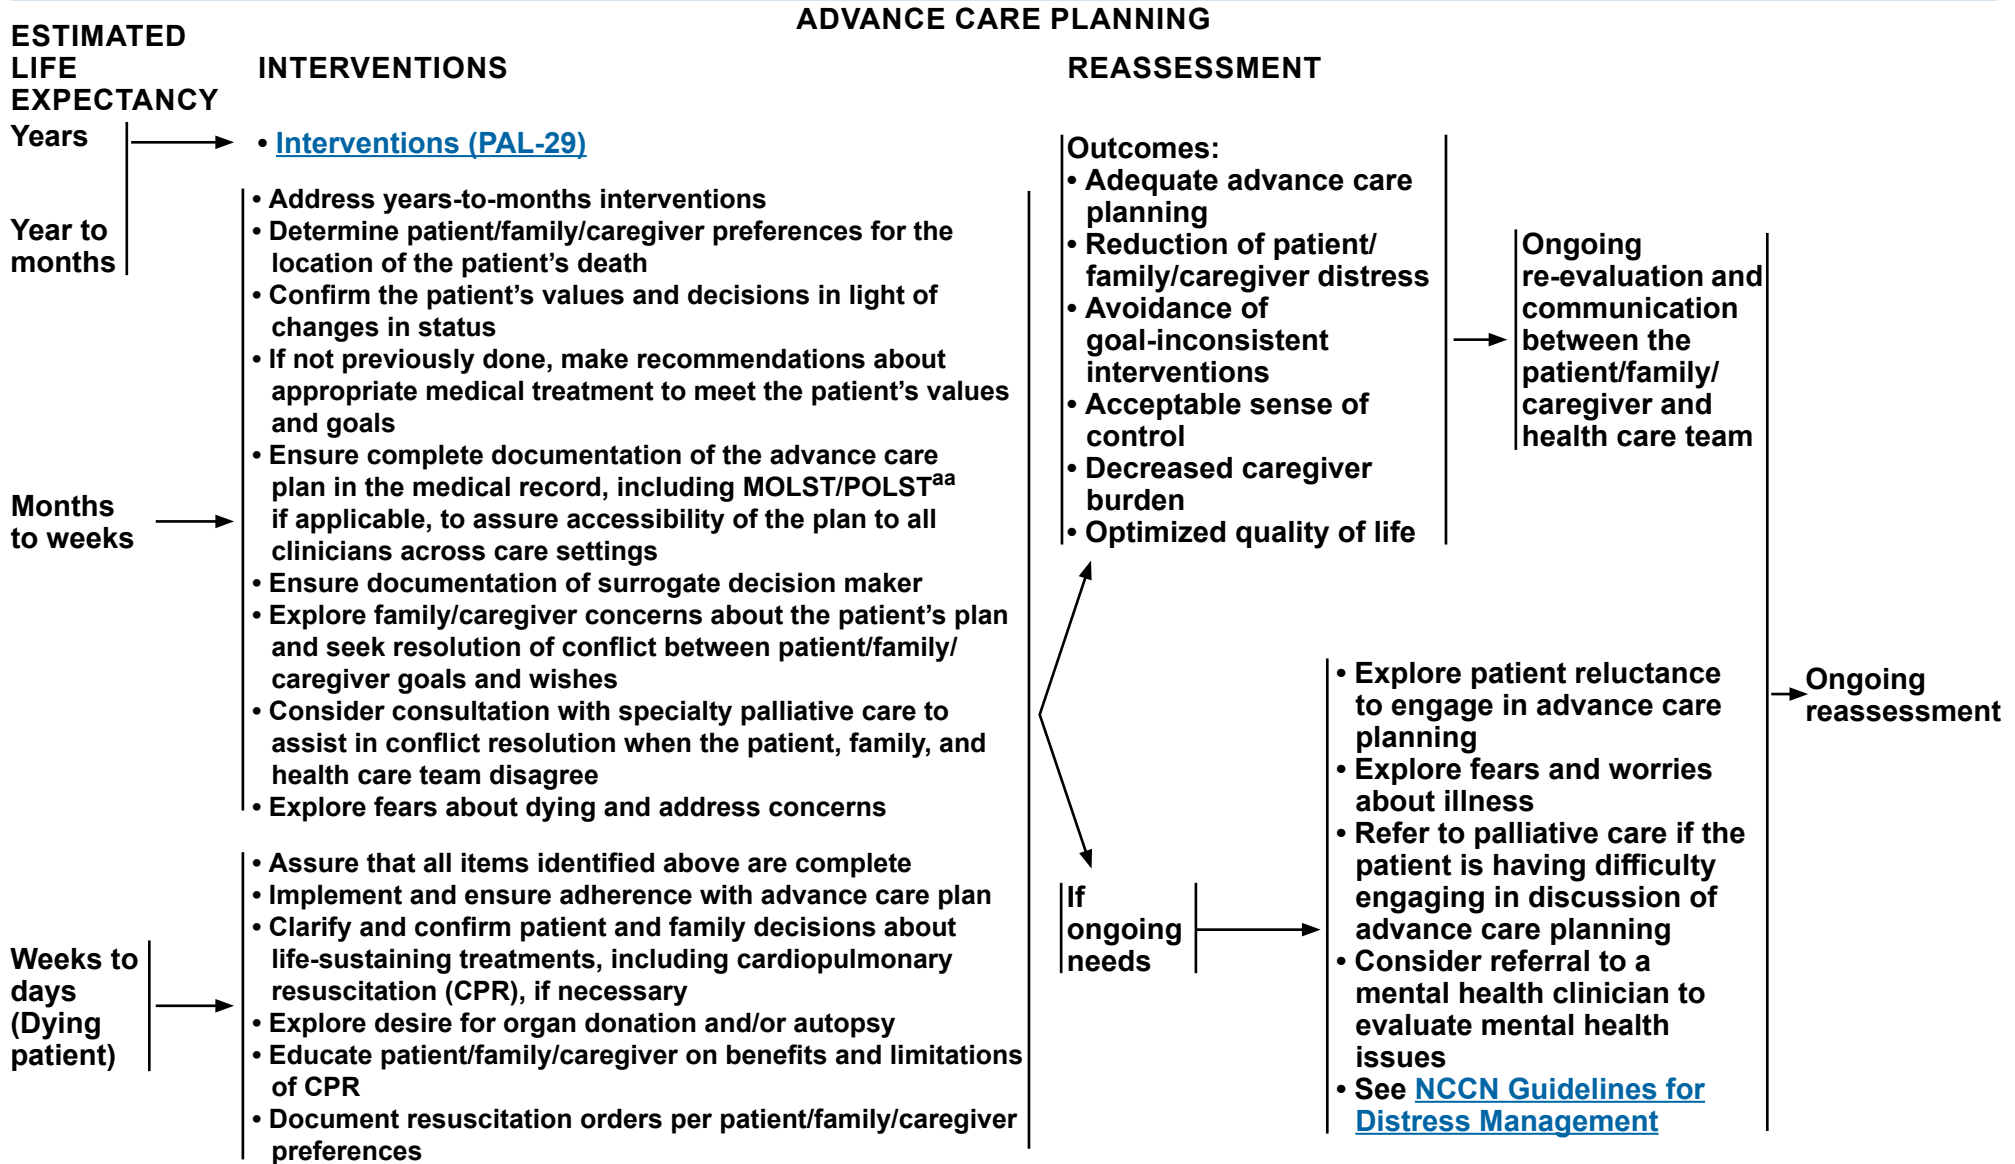 ADVANCE CARE PLANNING
ESTIMATED
LIFE
EXPECTANCY
INTERVENTIONS
REASSESSMENT
Years
Year to
months
• Interventions (PAL-29)
Months
to weeks
• Address years-to-months interventions
• Determine patient/family/caregiver preferences for the
location of the patient’s death
• Confirm the patient’s values and decisions in light of
changes in status
• If not previously done, make recommendations about
appropriate medical treatment to meet the patient’s values
and goals
• Ensure complete documentation of the advance care
plan in the medical record, including MOLST/POLSTaa
if applicable, to assure accessibility of the plan to all
clinicians across care settings
• Ensure documentation of surrogate decision maker
• Explore family/caregiver concerns about the patient’s plan
and seek resolution of conflict between patient/family/
caregiver goals and wishes
• Consider consultation with specialty palliative care to
assist in conflict resolution when the patient, family, and
health care team disagree
• Explore fears about dying and address concerns
Weeks to
days
(Dying
patient)
• Assure that all items identified above are complete
• Implement and ensure adherence with advance care plan
• Clarify and confirm patient and family decisions about
life-sustaining treatments, including cardiopulmonary
resuscitation (CPR), if necessary
• Explore desire for organ donation and/or autopsy
• Educate patient/family/caregiver on benefits and limitations
of CPR
• Document resuscitation orders per patient/family/caregiver
preferences
Outcomes:
• Adequate advance care
planning
• Reduction of patient/
family/caregiver distress
• Avoidance of
goal-inconsistent
interventions
• Acceptable sense of
control
• Decreased caregiver
burden
• Optimized quality of life
Ongoing
re-evaluation and
communication
between the
patient/family/
caregiver and
health care team
If
ongoing
needs
• Explore patient reluctance
to engage in advance care
planning
• Explore fears and worries
about illness
• Refer to palliative care if the
patient is having difficulty
engaging in discussion of
advance care planning
• Consider referral to a
mental health clinician to
evaluate mental health
issues
• See NCCN Guidelines for
Distress Management
Ongoing
reassessment